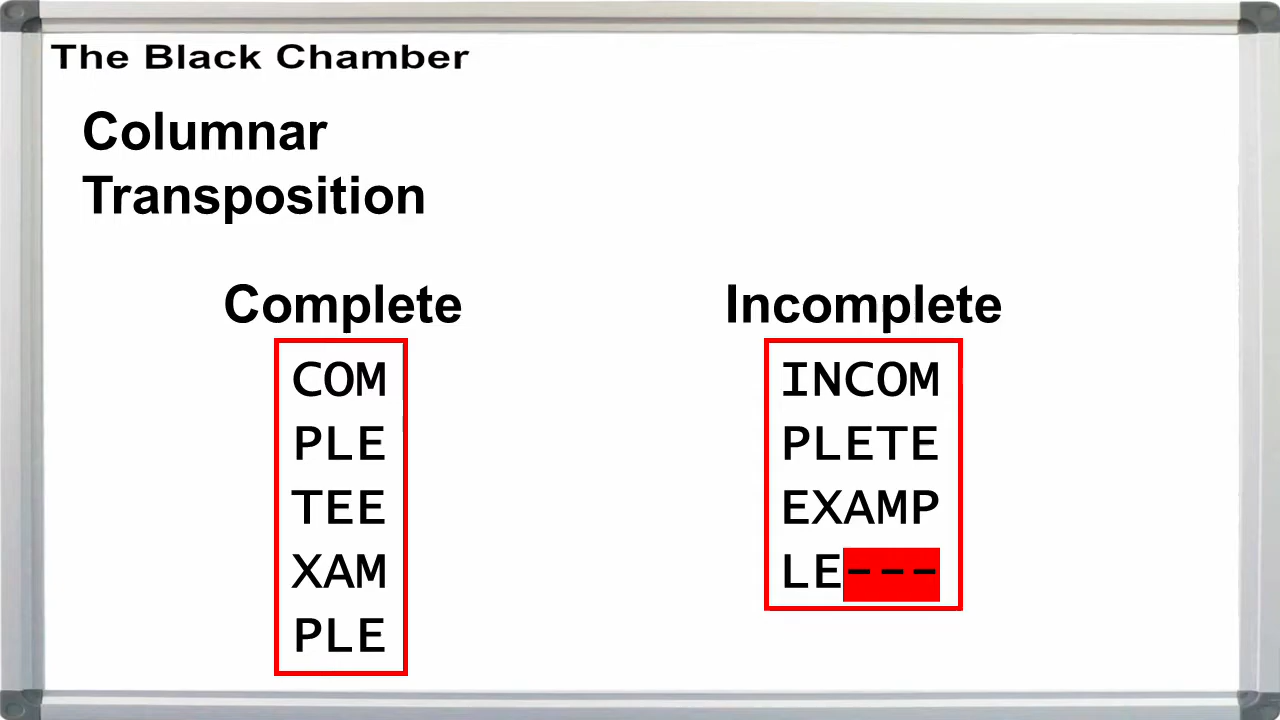 The Black Chamber
Columnar
Transposition
Complete
COM
PLE
TEE
XAM
PLE
Incomplete
INCOM
PLETE
EXAMP
LE---